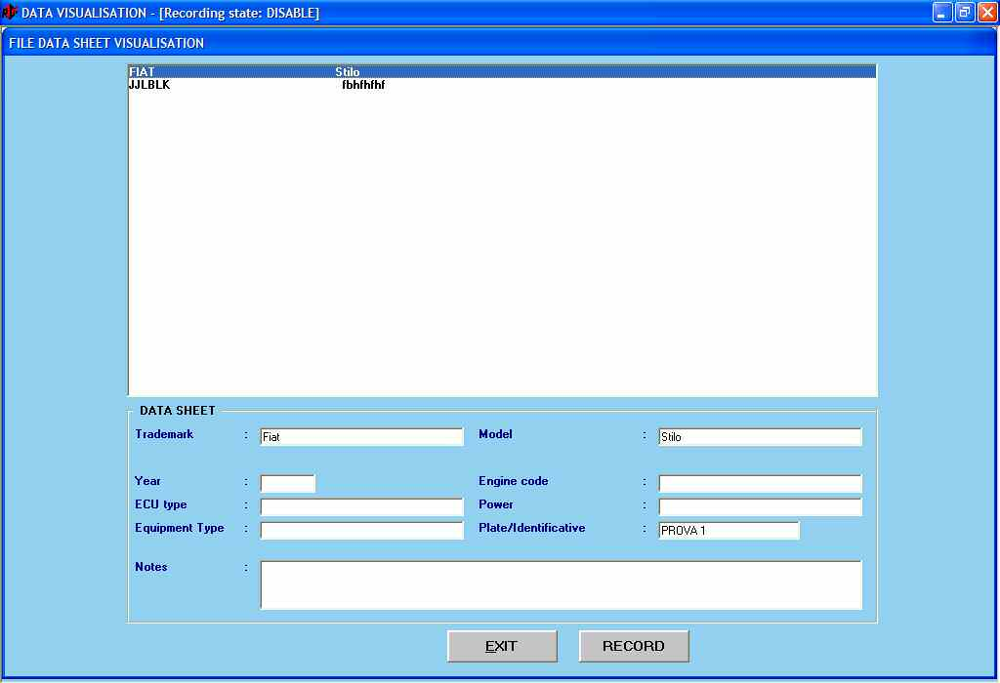 DATA VISUALISATION - [Recording state: DISABLE]
FILE DATA SHEET VISUALISATION
FIAT Stilo
JJLBLK fbhfhfhf
DATA SHEET
Trademark : Fiat Model : Stilo
Year : Engine code :
ECU type : Power :
Equipment Type : Plate/Identificative : PROVA 1
Notes :
EXIT RECORD